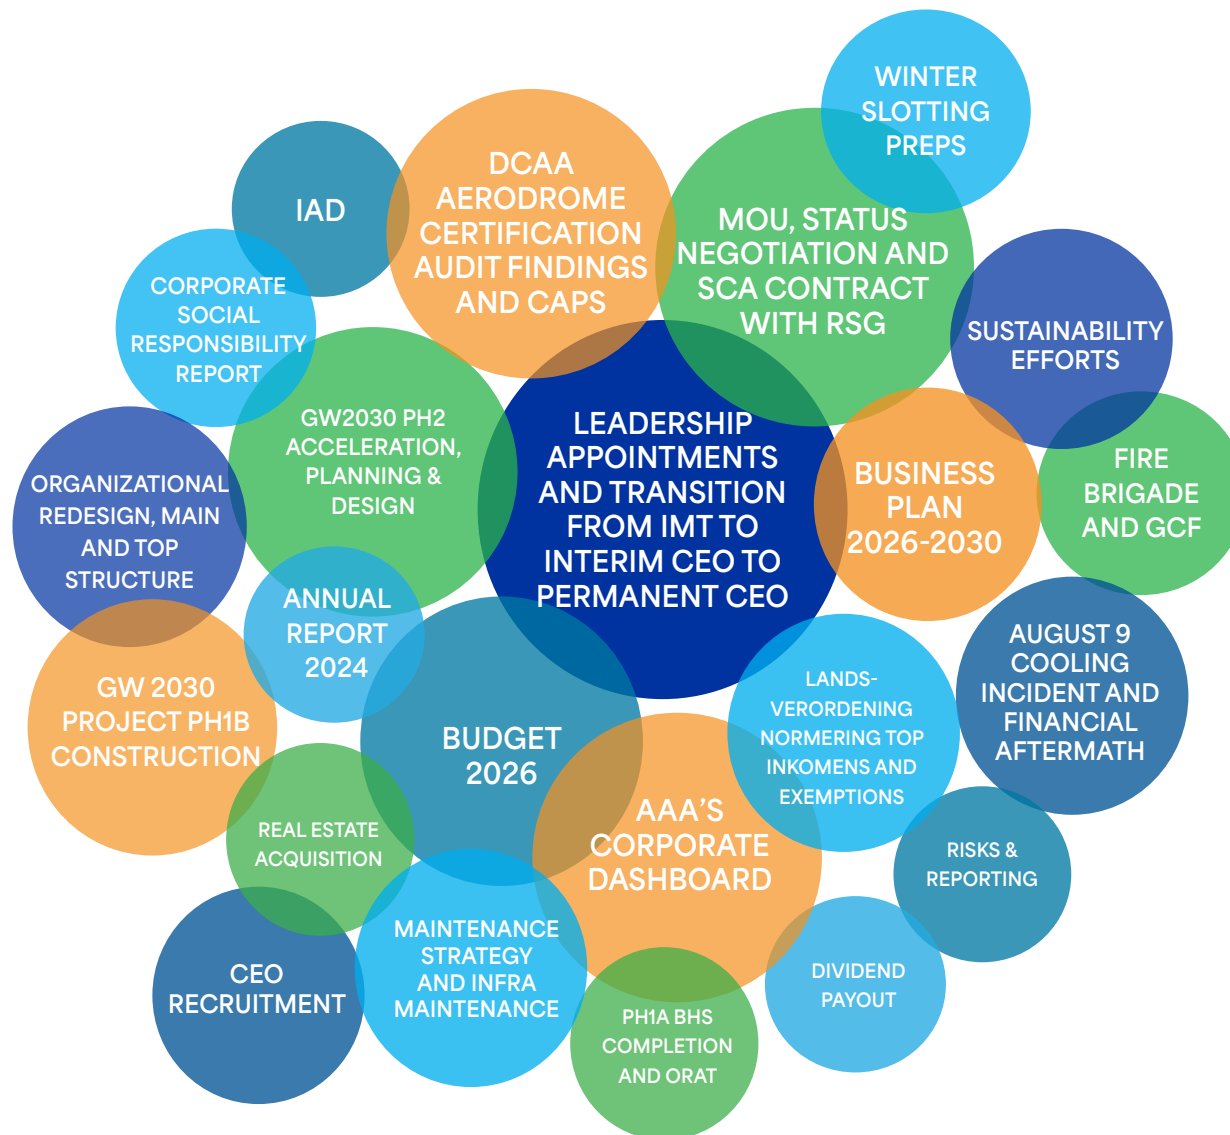 WINTER
SLOTTING
PREPS
DCAA
AERODROME
CERTIFICATION
AUDIT FINDINGS
AND CAPS
IAD
MOU, STATUS
NEGOTIATION AND
SCA CONTRACT
WITH RSG
CORPORATE
SOCIAL
RESPONSIBILITY
REPORT
SUSTAINABILITY
EFFORTS
GW2030 PH2
ACCELERATION,
PLANNING &
DESIGN
LEADERSHIP
APPOINTMENTS
AND TRANSITION
FROM IMT TO
INTERIM CEO TO
PERMANENT CEO
BUSINESS
PLAN
2026-2030
FIRE
BRIGADE
AND GCF
ORGANIZATIONAL
REDESIGN, MAIN
AND TOP
STRUCTURE
ANNUAL
REPORT
2024
AUGUST 9
COOLING
INCIDENT AND
FINANCIAL
AFTERMATH
GW 2030
PROJECT PH1B
CONSTRUCTION
LANDS-
VERORDENING
NORMERING TOP
INKOMENS AND
EXEMPTIONS
BUDGET
2026
AAA'S
CORPORATE
DASHBOARD
REAL ESTATE
ACQUISITION
RISKS &
REPORTING
MAINTENANCE
STRATEGY
AND INFRA
MAINTENANCE
CEO
RECRUITMENT
DIVIDEND
PAYOUT
PH1A BHS
COMPLETION
AND ORAT